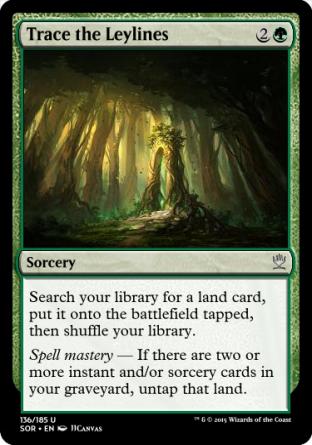 Trace the Leylines 2
Sorcery
Search your library for a land card,
put it onto the battlefield tapped,
then shuffle your library.
Spell mastery — If there are two or
more instant and/or sorcery cards in
your graveyard, untap that land.
136/185 U
SOR • EN IICANVAS
™ & © 2015 Wizards of the Coast